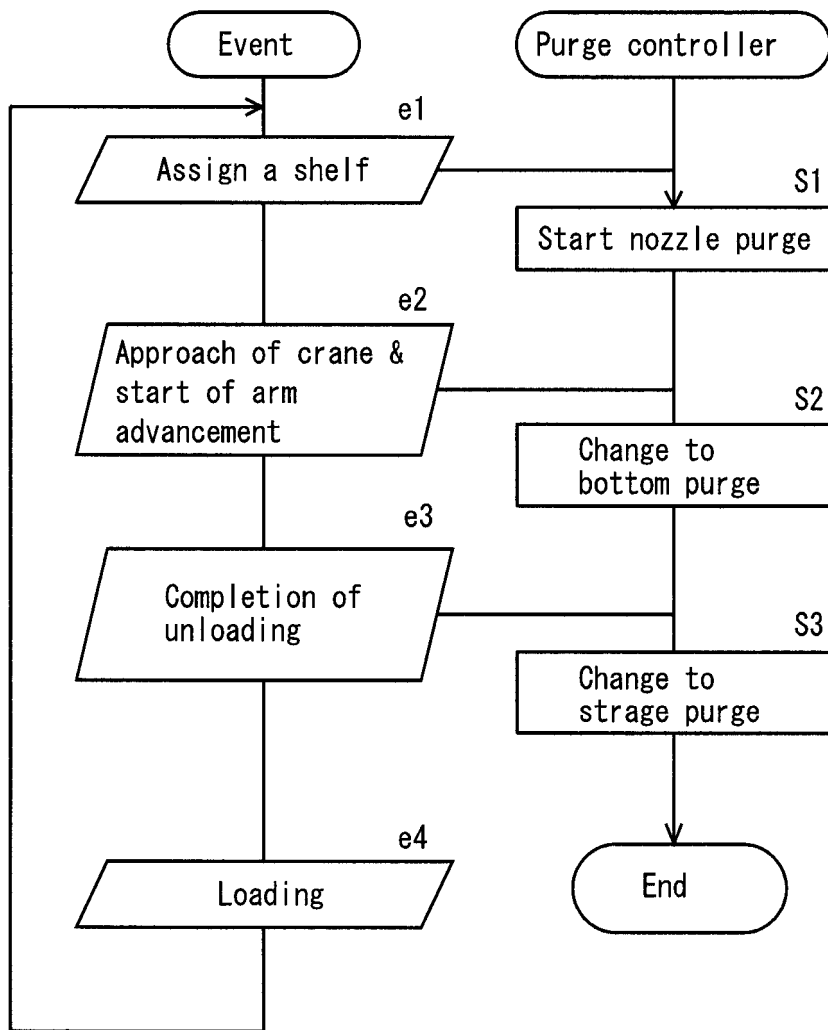 Event
Purge controller
e1
Assign a shelf
S1
Start nozzle purge
e2
Approach of crane &
start of arm
advancement
S2
Change to
bottom purge
e3
Completion of
unloading
S3
Change to
strage purge
e4
Loading
End